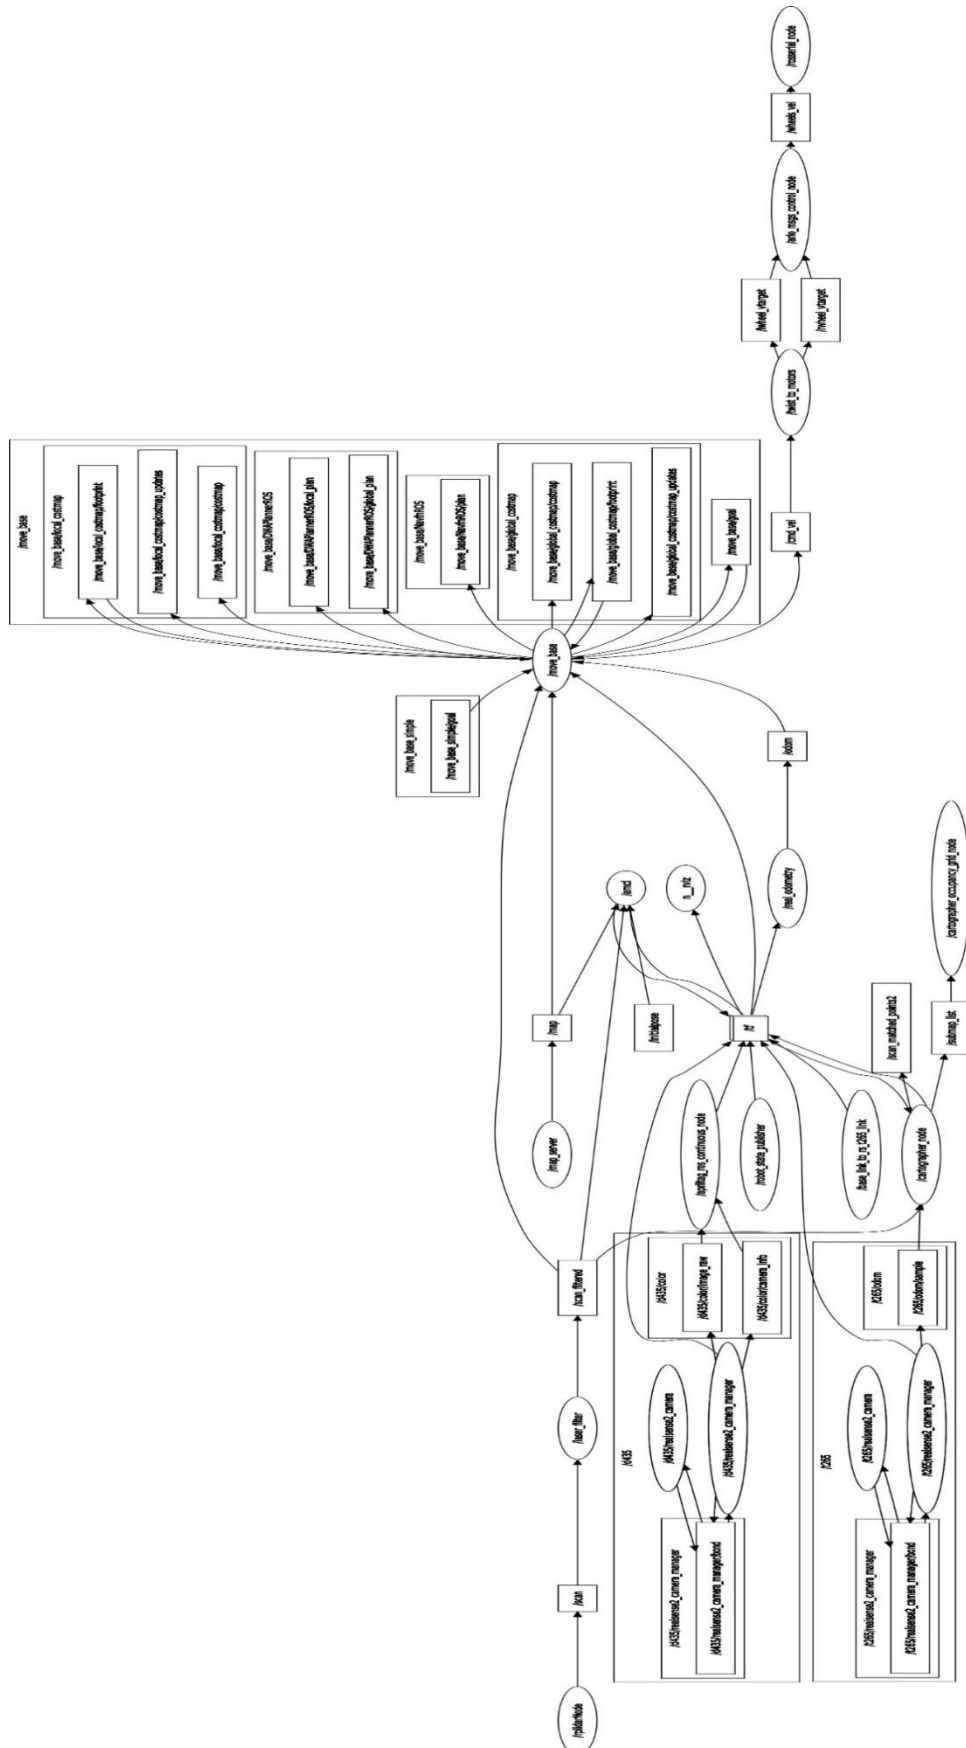 /move_base
/move_base/local_costmap
/move_base/local_costmap/footprint
/move_base/local_costmap/costmap_updates
/move_base/local_costmap/costmap
/move_base/DWAPlannerROS
/move_base/DWAPlannerROS/local_plan
/move_base/DWAPlannerROS/global_plan
/move_base/NavfnROS
/move_base/NavfnROS/plan
/move_base/global_costmap
/move_base/global_costmap/costmap
/move_base/global_costmap/footprint
/move_base/global_costmap/costmap_updates
/move_base/goal
/move_base_simple
/move_base_simple/goal
/move_base
/rplidarNode
/scan
/laser_filter
/scan_filtered
/map_server
/map
/amcl
/initialpose
/d435
/d435/realsense2_camera_manager
/d435/realsense2_camera_manager/bond
/d435/realsense2_camera
/d435/realsense2_camera_manager
/d435/color
/d435/color/image_raw
/d435/color/camera_info
/apriltag_ros_continuous_node
/robot_state_publisher
/tf
n__rviz
/real_odometry
/odom
/cmd_vel
/twist_to_motors
/lwheel_vtarget
/rwheel_vtarget
/wheels_vel
/rosserial_node
/t265
/t265/realsense2_camera_manager
/t265/realsense2_camera_manager/bond
/t265/realsense2_camera
/t265/realsense2_camera_manager
/t265/odom
/t265/odom/sample
/base_link_to_rs_t265_link
/cartographer_node
/scan_matched_points2
/submap_list
/cartographer_occupancy_grid_node